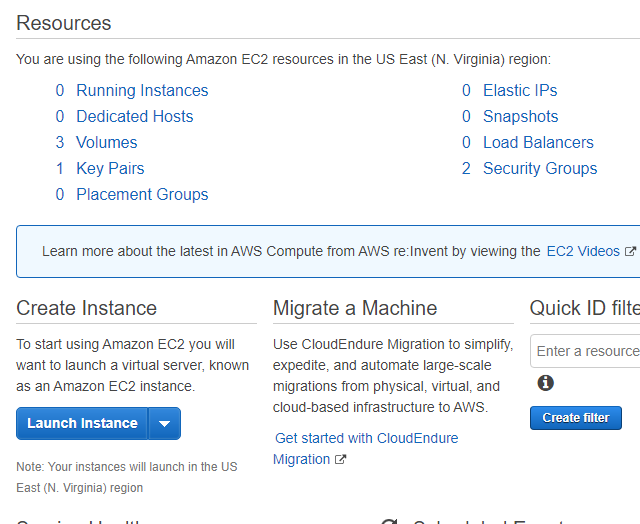 Resources
You are using the following Amazon EC2 resources in the US East (N. Virginia) region:
0 Running Instances
0 Elastic IPs
0 Dedicated Hosts
0 Snapshots
3 Volumes
0 Load Balancers
1 Key Pairs
2 Security Groups
0 Placement Groups
Learn more about the latest in AWS Compute from AWS re:Invent by viewing the EC2 Videos
Create Instance
To start using Amazon EC2 you will
want to launch a virtual server, known
as an Amazon EC2 instance.
Launch Instance
Note: Your instances will launch in the US
East (N. Virginia) region
Migrate a Machine
Use CloudEndure Migration to simplify,
expedite, and automate large-scale
migrations from physical, virtual, and
cloud-based infrastructure to AWS.
Get started with CloudEndure
Migration
Quick ID filte
Enter a resource
Create filter